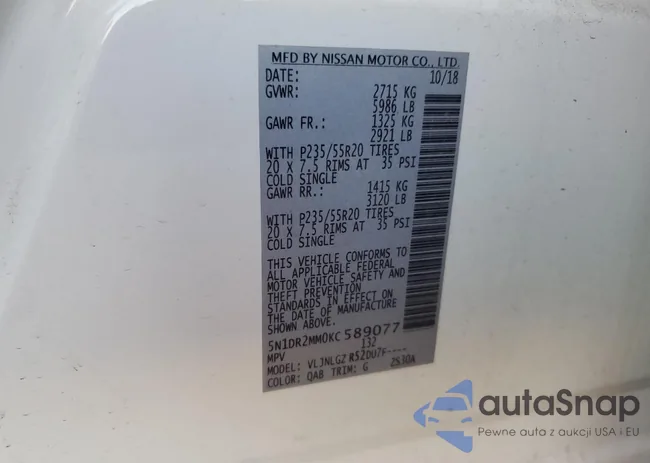 MFD BY NISSAN MOTOR CO., LTD.
DATE: 10/18
GVWR: 2715 KG
5986 LB
GAWR FR.: 1325 KG
2921 LB
WITH P235/55R20 TIRES
20 X 7.5 RIMS AT 35 PSI
COLD SINGLE
GAWR RR.: 1415 KG
3120 LB
WITH P235/55R20 TIRES
20 X 7.5 RIMS AT 35 PSI
COLD SINGLE
THIS VEHICLE CONFORMS TO
ALL APPLICABLE FEDERAL
MOTOR VEHICLE SAFETY AND
THEFT PREVENTION
STANDARDS IN EFFECT ON
THE DATE OF MANUFACTURE
SHOWN ABOVE.
5N1DR2MM0KC589077
MPV 132
MODEL: VLJNLGZ R52DU7F----
COLOR: QAB TRIM: G 2S30A
autoSnap
Pewne auta z aukcji USA i EU